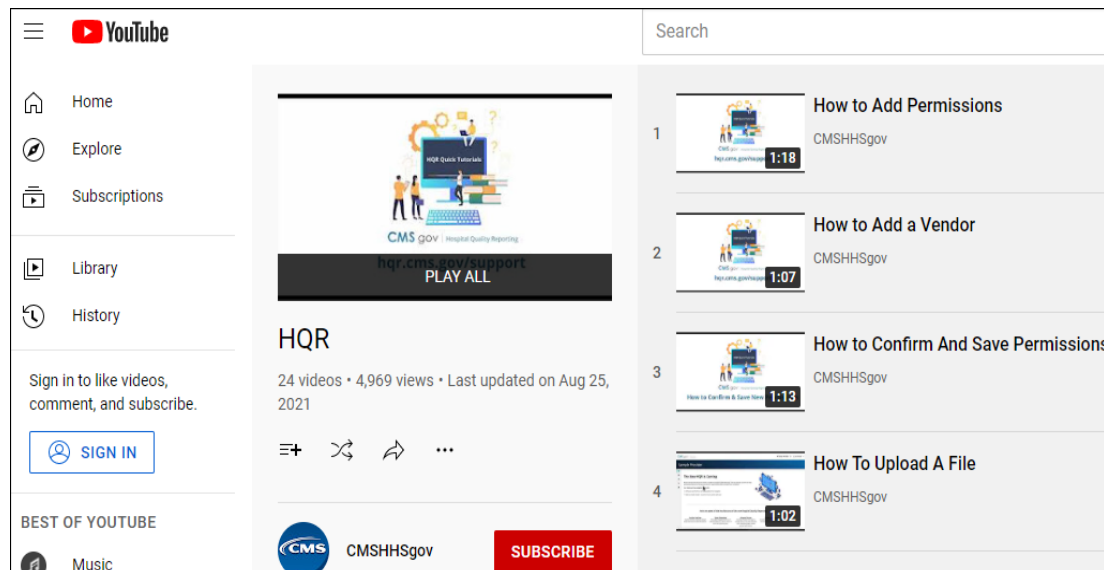 YouTube
Search
Home
Explore
Subscriptions
Library
History
Sign in to like videos,
comment, and subscribe.
SIGN IN
BEST OF YOUTUBE
Music
HQR Quick Tutorials
CMS gov | Hospital Quality Reporting
hqr.cms.gov/support
PLAY ALL
HQR
24 videos • 4,969 views • Last updated on Aug 25,
2021
CMS
CMSHHSgov
SUBSCRIBE
1
1:18
How to Add Permissions
CMSHHSgov
2
1:07
How to Add a Vendor
CMSHHSgov
3
How to Confirm & Save New
1:13
How to Confirm And Save Permissions
CMSHHSgov
4
1:02
How To Upload A File
CMSHHSgov